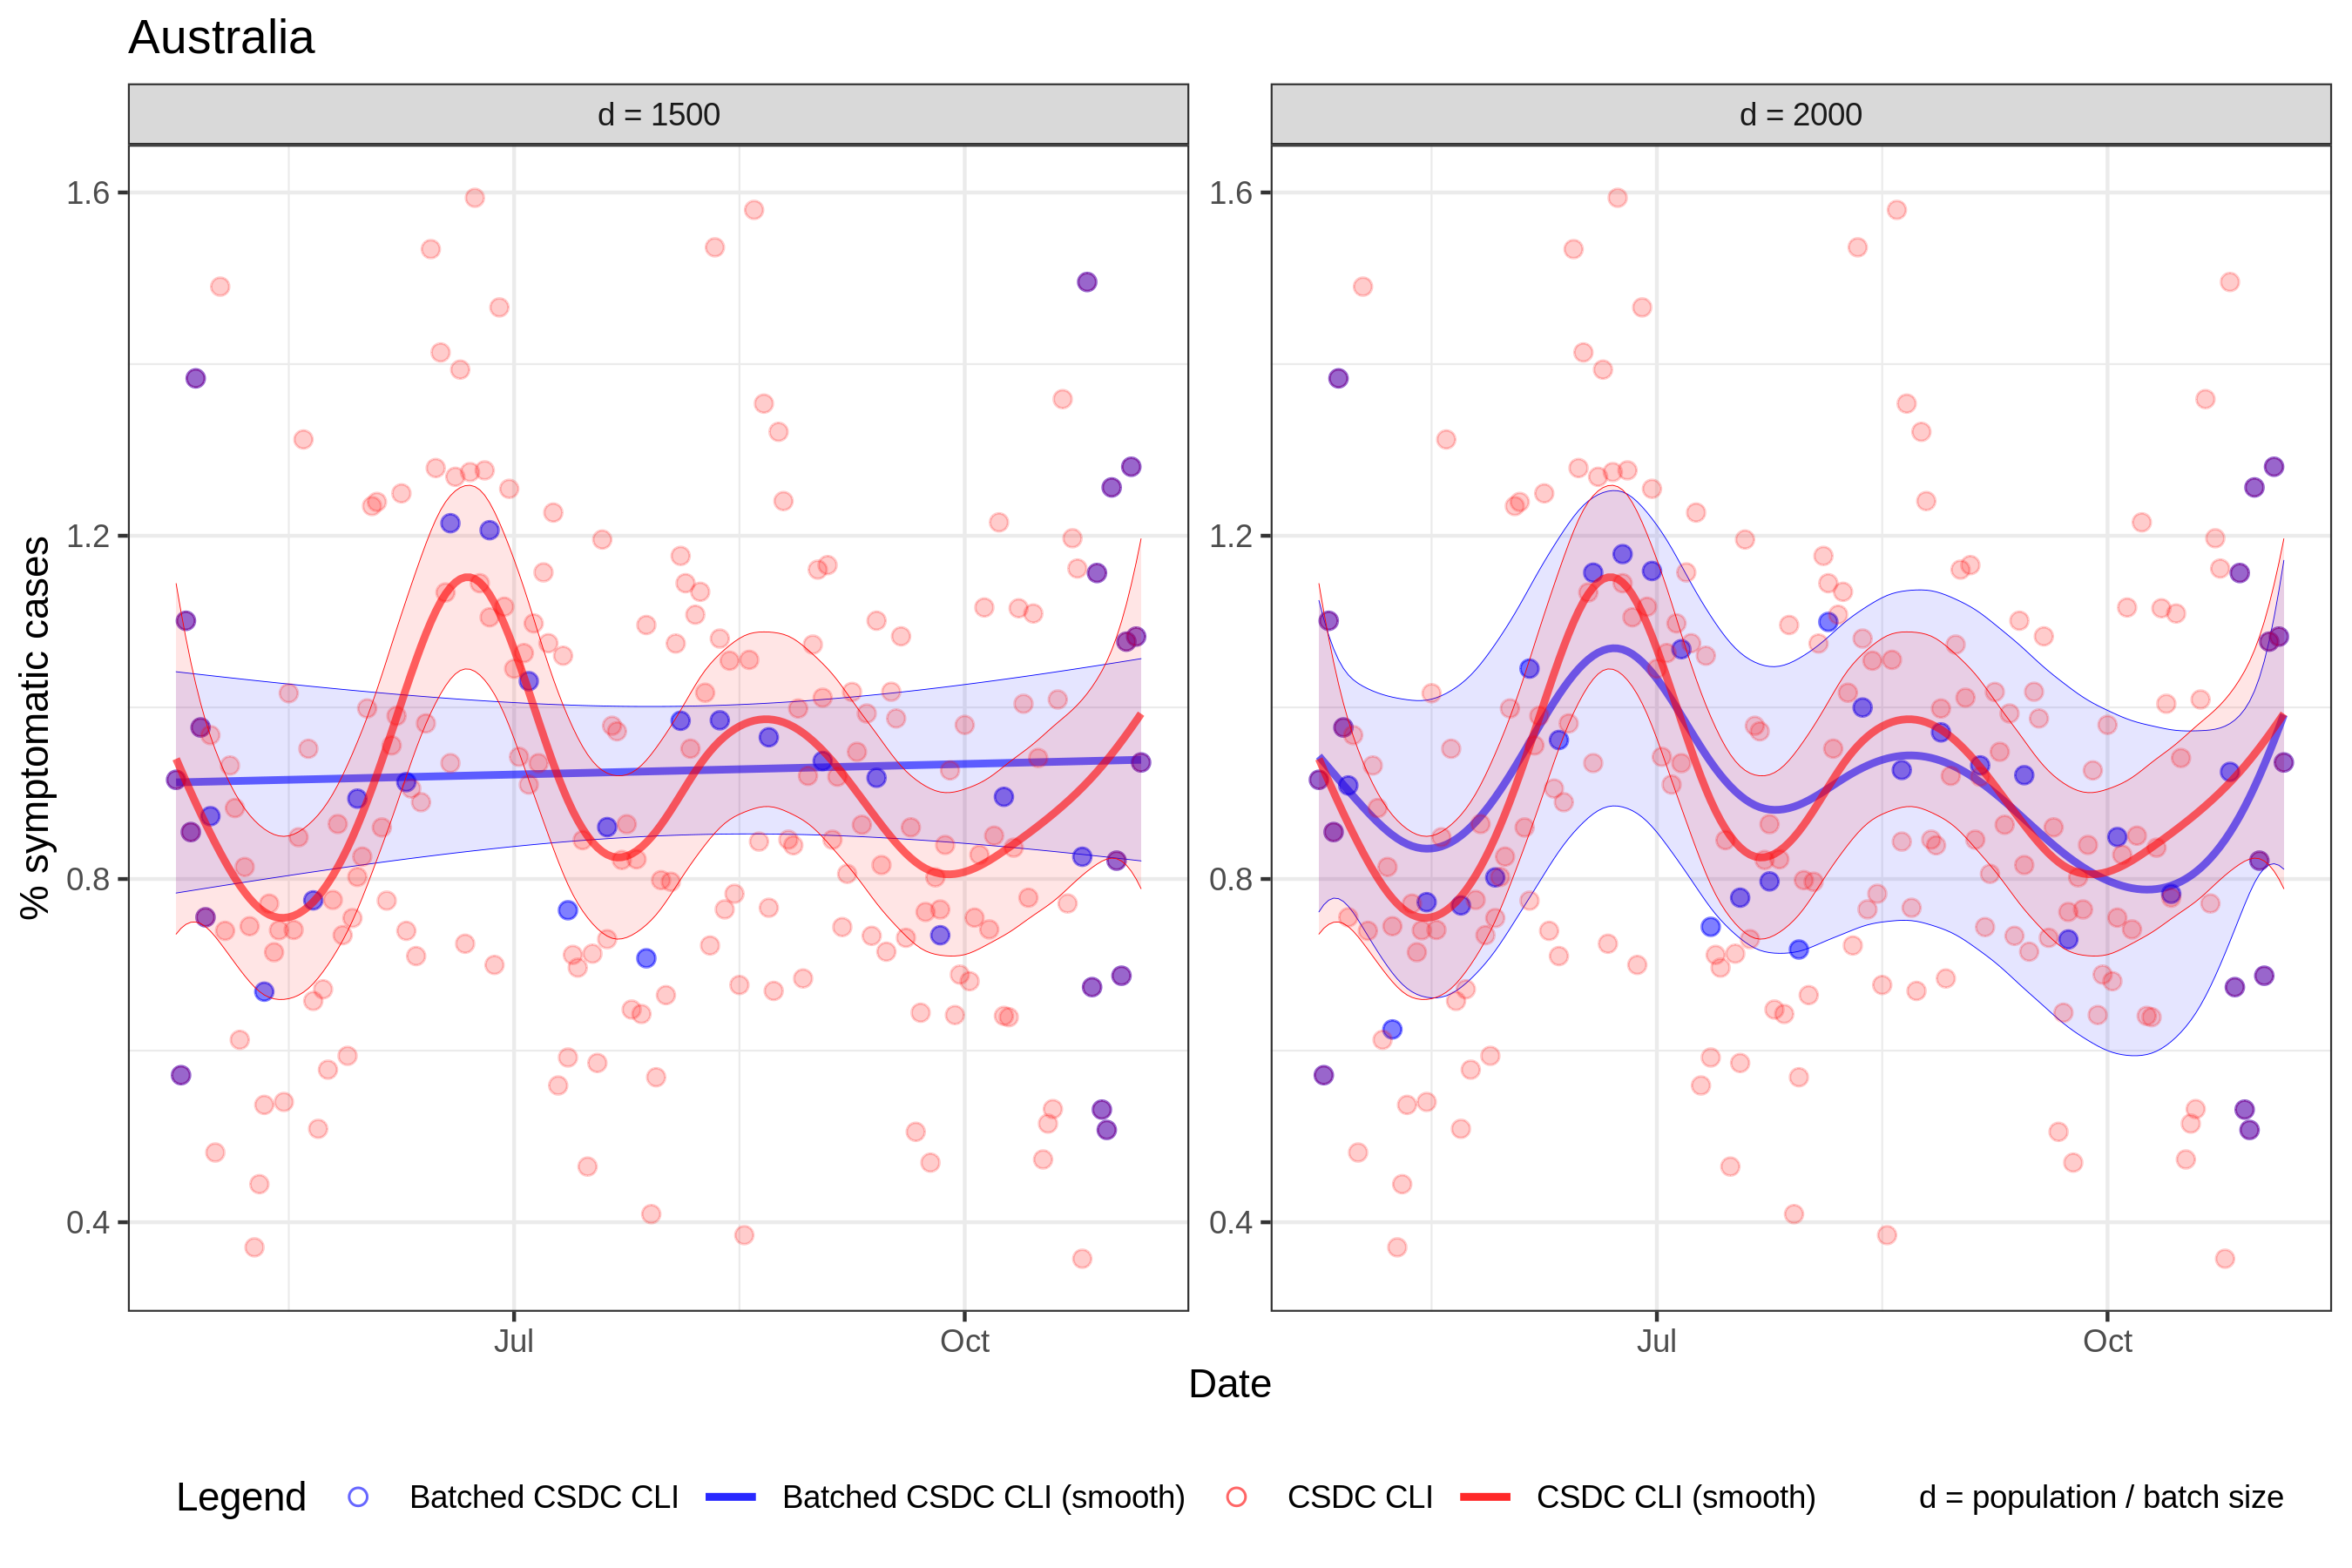 Australia
d = 1500
d = 2000
% symptomatic cases
1.6
1.2
0.8
0.4
1.6
1.2
0.8
0.4
Jul
Oct
Jul
Oct
Date
Legend
Batched CSDC CLI
Batched CSDC CLI (smooth)
CSDC CLI
CSDC CLI (smooth)
d = population / batch size